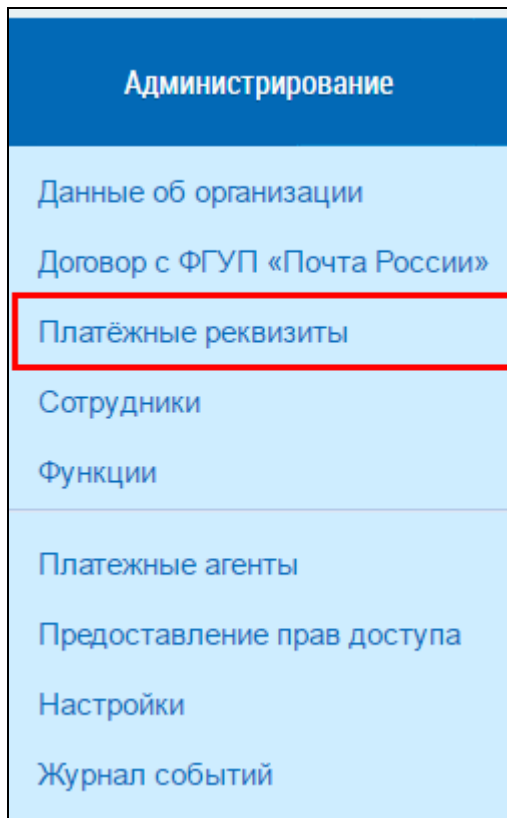 Администрирование
Данные об организации
Договор с ФГУП «Почта России»
Платёжные реквизиты
Сотрудники
Функции
Платежные агенты
Предоставление прав доступа
Настройки
Журнал событий